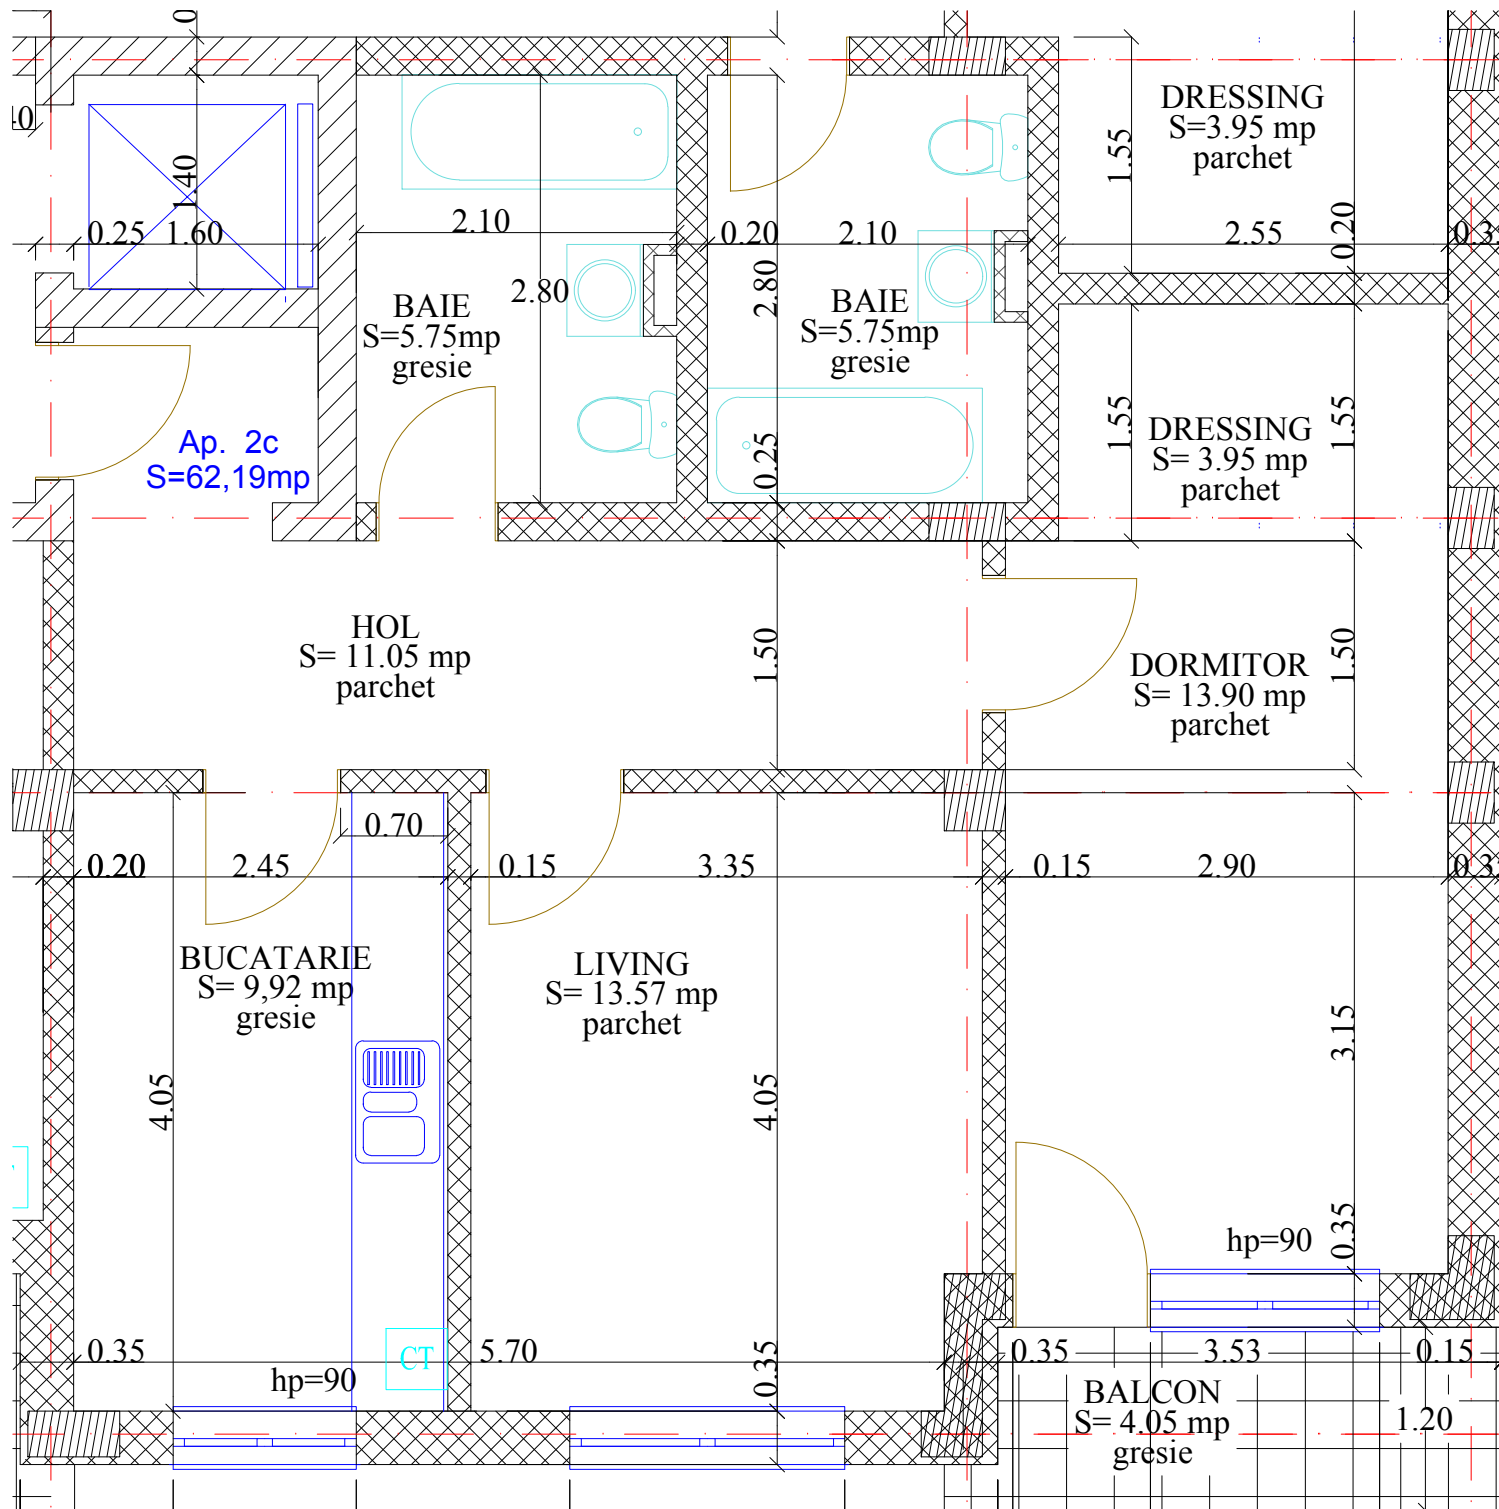 DRESSING
S=3.95 mp
parchet
1.55
1.40
0.25
1.60
2.10
0.20
2.10
2.55
0.20
2.80
2.80
BAIE
S=5.75mp
gresie
BAIE
S=5.75mp
gresie
Ap. 2c
S=62,19mp
0.25
1.55
DRESSING
S= 3.95 mp
parchet
1.55
HOL
S= 11.05 mp
parchet
1.50
DORMITOR
S= 13.90 mp
parchet
1.50
0.70
0.20
2.45
0.15
3.35
0.15
2.90
BUCATARIE
S= 9,92 mp
gresie
LIVING
S= 13.57 mp
parchet
4.05
4.05
3.15
hp=90
0.35
0.35
CT
5.70
0.35
0.35
3.53
0.15
hp=90
BALCON
S= 4.05 mp
gresie
1.20